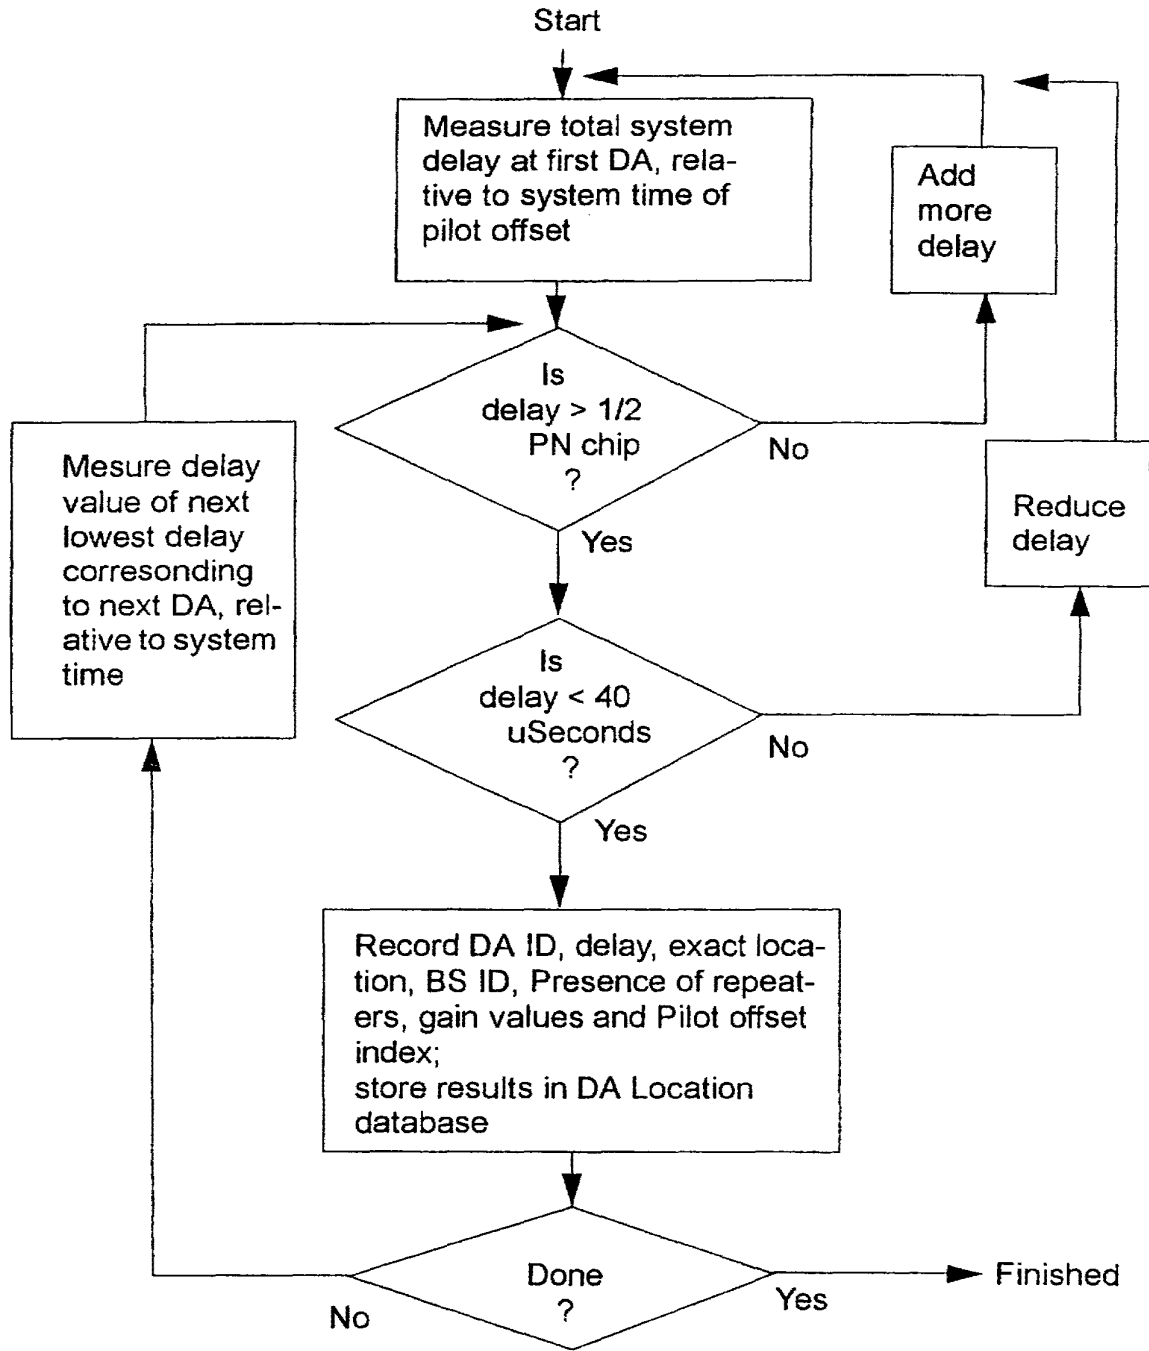 Start
Measure total system
delay at first DA, rela-
tive to system time of
pilot offset
Add
more
delay
Is
delay > 1/2
PN chip
?
No
Yes
Mesure delay
value of next
lowest delay
corresonding
to next DA, rel-
ative to system
time
Reduce
delay
Is
delay < 40
uSeconds
?
No
Yes
Record DA ID, delay, exact loca-
tion, BS ID, Presence of repeat-
ers, gain values and Pilot offset
index;
store results in DA Location
database
Done
?
No
Yes
Finished